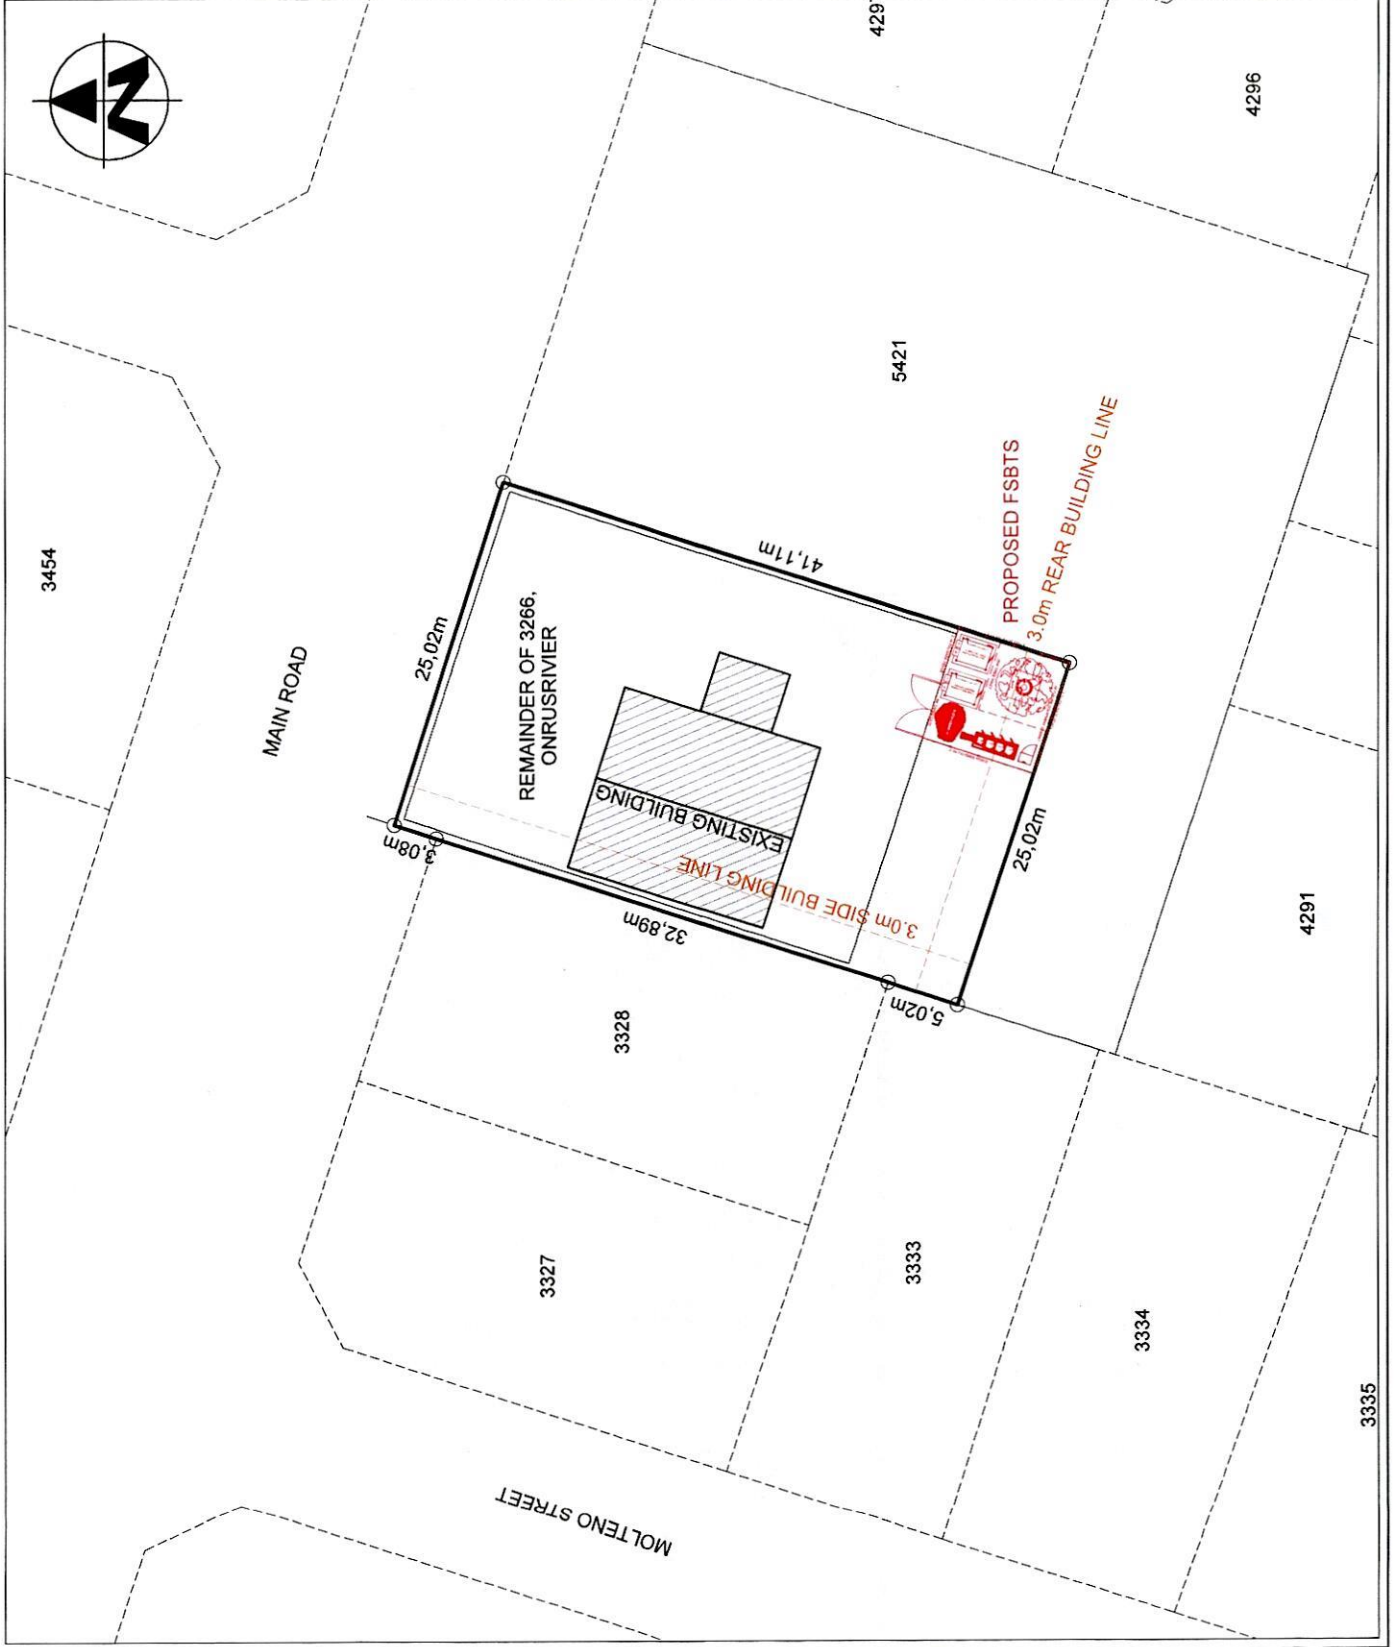 N
4296
3454
5421
MAIN ROAD
25,02m
41,11m
REMAINDER OF 3266,
ONRUSRIVIER
PROPOSED FSBTS
3.0m REAR BUILDING LINE
EXISTING BUILDING
3.0m SIDE BUILDING LINE
3,08m
32,89m
5,02m
25,02m
4291
3328
3327
3333
3334
3335
MOLTENO STREET